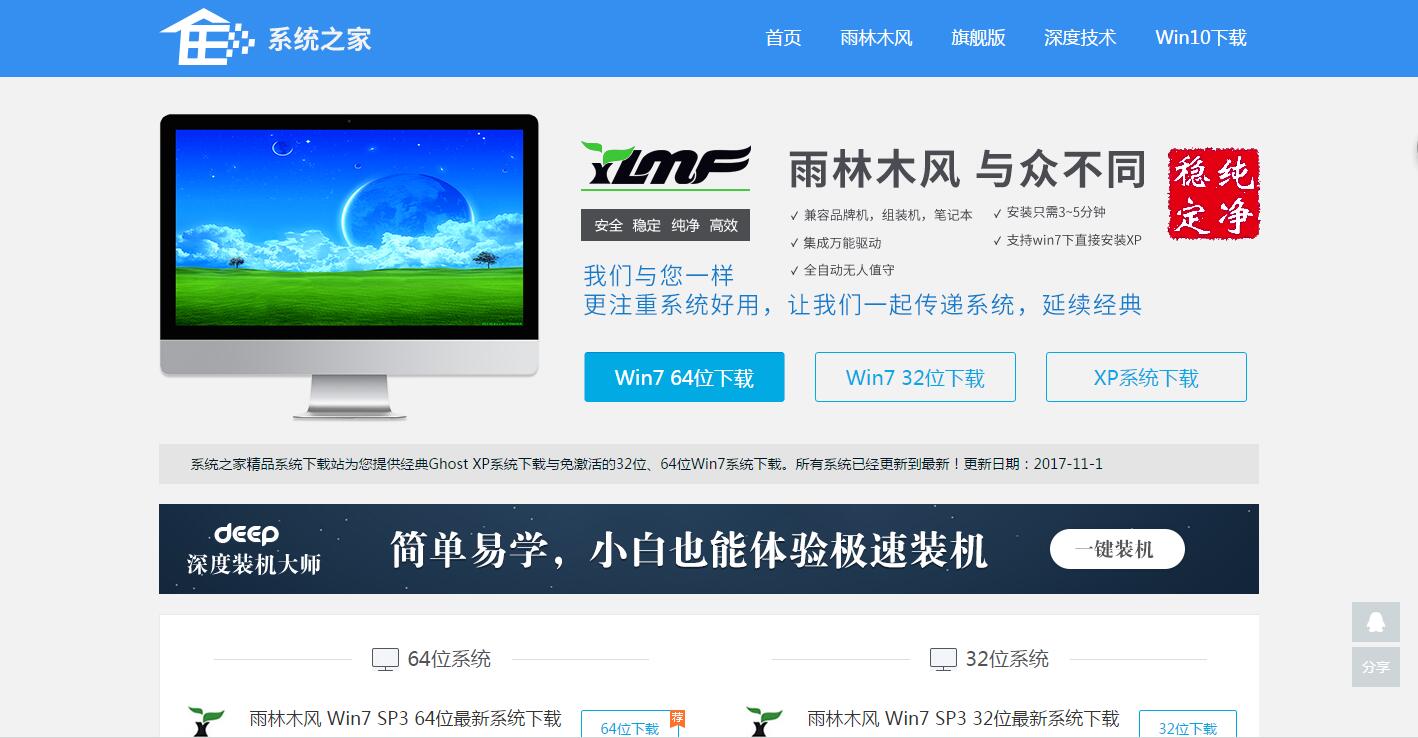 系统之家
首页 雨林木风 旗舰版 深度技术 Win10下载
YLMF
雨林木风 与众不同
稳纯
定净
安全 稳定 纯净 高效
✓ 兼容品牌机，组装机，笔记本
✓ 安装只需3~5分钟
✓ 集成万能驱动
✓ 支持win7下直接安装XP
✓ 全自动无人值守
我们与您一样
更注重系统好用，让我们一起传递系统，延续经典
Win7 64位下载
Win7 32位下载
XP系统下载
系统之家精品系统下载站为您提供经典Ghost XP系统下载与免激活的32位、64位Win7系统下载。所有系统已经更新到最新！更新日期：2017-11-1
deep
深度装机大师
简单易学，小白也能体验极速装机
一键装机
分享
64位系统
32位系统
雨林木风 Win7 SP3 64位最新系统下载
64位下载
荐
雨林木风 Win7 SP3 32位最新系统下载
32位下载